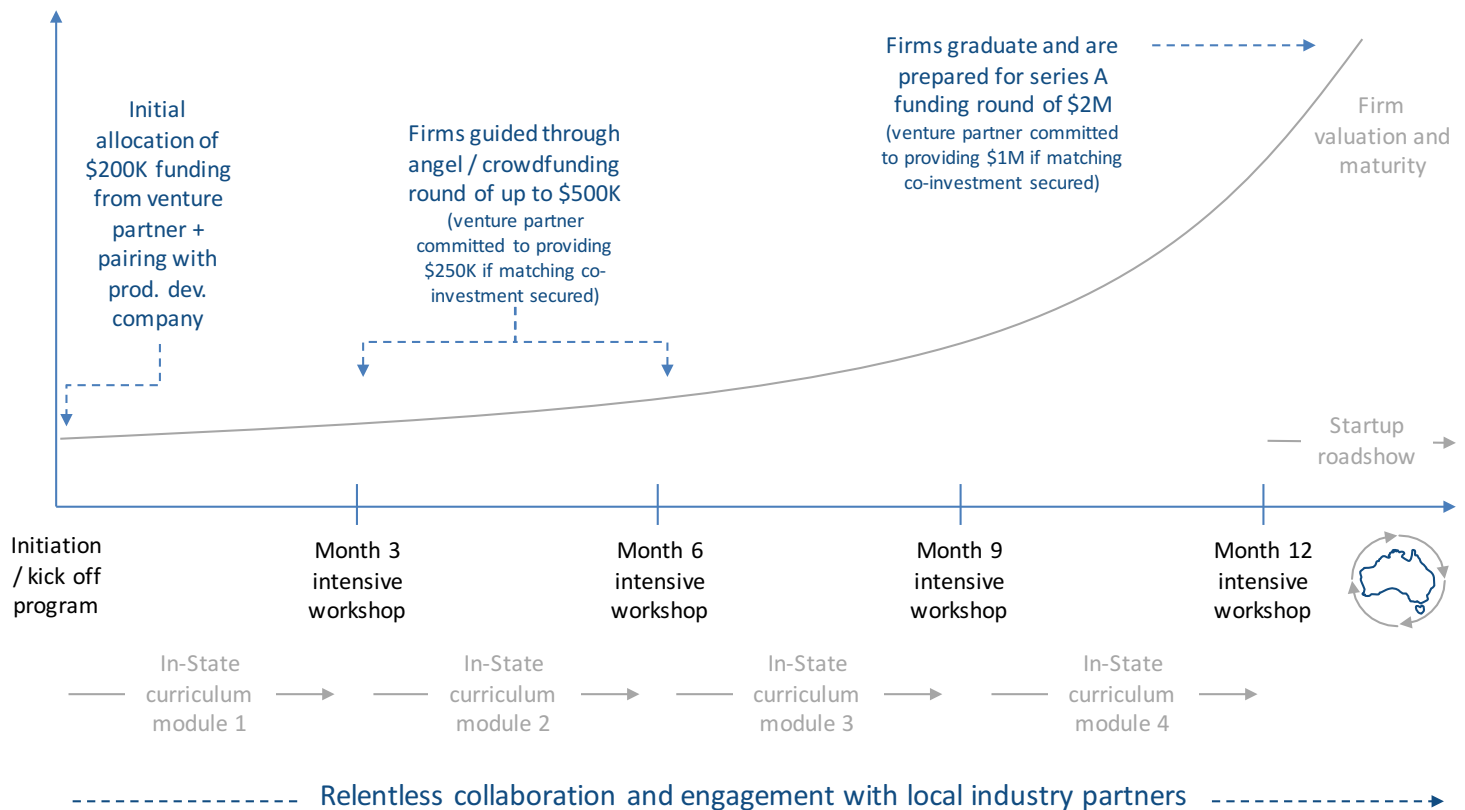 Initial
allocation of
$200K funding
from venture
partner +
pairing with
prod. dev.
company
Firms guided through
angel / crowdfunding
round of up to $500K
(venture partner
committed to providing
$250K if matching co-
investment secured)
Firms graduate and are
prepared for series A
funding round of $2M
(venture partner committed
to providing $1M if matching
co-investment secured)
Firm
valuation and
maturity
Startup
roadshow
Initiation
/ kick off
program
Month 3
intensive
workshop
Month 6
intensive
workshop
Month 9
intensive
workshop
Month 12
intensive
workshop
In-State
curriculum
module 1
In-State
curriculum
module 2
In-State
curriculum
module 3
In-State
curriculum
module 4
Relentless collaboration and engagement with local industry partners